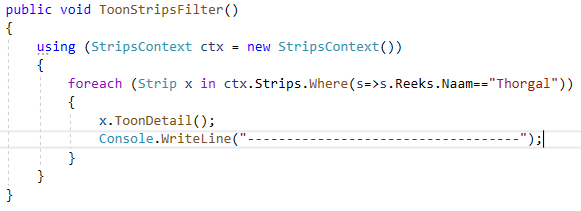 public void ToonStripsFilter()
{
using (StripsContext ctx = new StripsContext())
{
foreach (Strip x in ctx.Strips.Where(s=>s.Reeks.Naam=="Thorgal"))
{
x.ToonDetail();
Console.WriteLine("-----------------------------------");
}
}
}